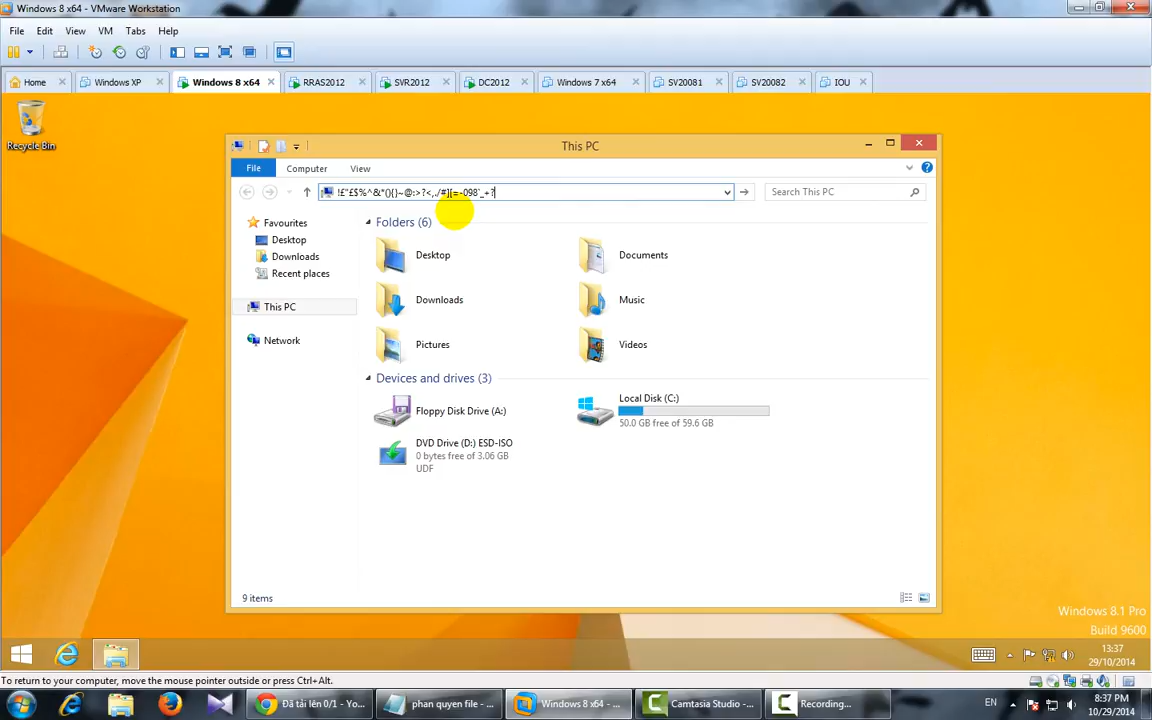 Windows 8 x64 - VMware Workstation
File Edit View VM Tabs Help
Home Windows XP Windows 8 x64 RRAS2012 SVR2012 DC2012 Windows 7 x64 SV20081 SV20082 IOU
Recycle Bin
This PC
File Computer View
!£"£$%^&*(){}~@:>?<,./#][=-098`_+? Search This PC
Favourites
Desktop
Downloads
Recent places
This PC
Network
Folders (6)
Desktop Documents
Downloads Music
Pictures Videos
Devices and drives (3)
Floppy Disk Drive (A:) Local Disk (C:)
50.0 GB free of 59.6 GB
DVD Drive (D:) ESD-ISO
0 bytes free of 3.06 GB
UDF
9 items
Windows 8.1 Pro
Build 9600
13:37
29/10/2014
To return to your computer, move the mouse pointer outside or press Ctrl+Alt.
Đã tải lên 0/1 - Yo... phan quyen file - ... Windows 8 x64 - ... Camtasia Studio -... Recording... EN 8:37 PM
10/29/2014